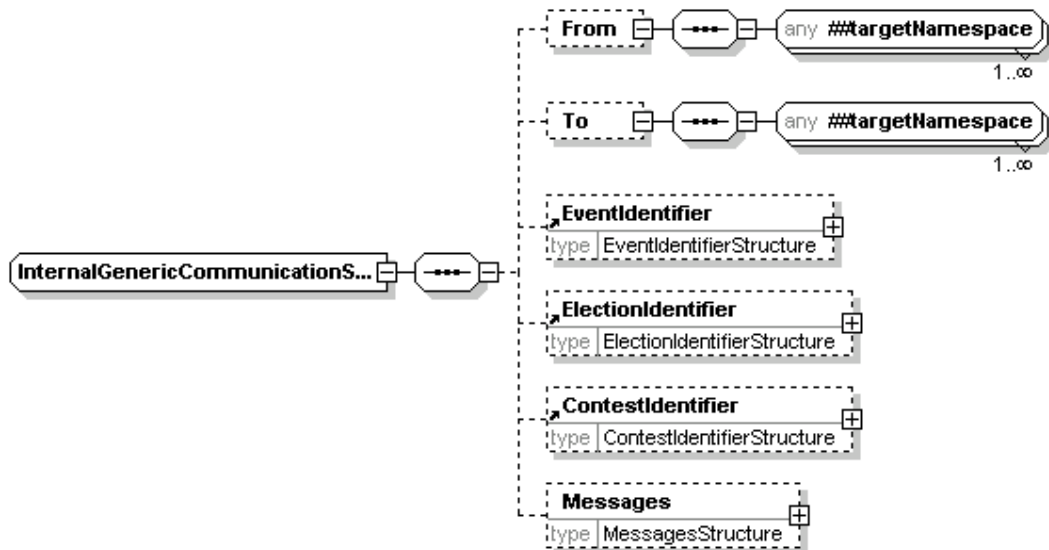 From any ##targetNamespace
1..∞
To any ##targetNamespace
1..∞
EventIdentifier
type EventIdentifierStructure
InternalGenericCommunicationS...
ElectionIdentifier
type ElectionIdentifierStructure
ContestIdentifier
type ContestIdentifierStructure
Messages
type MessagesStructure